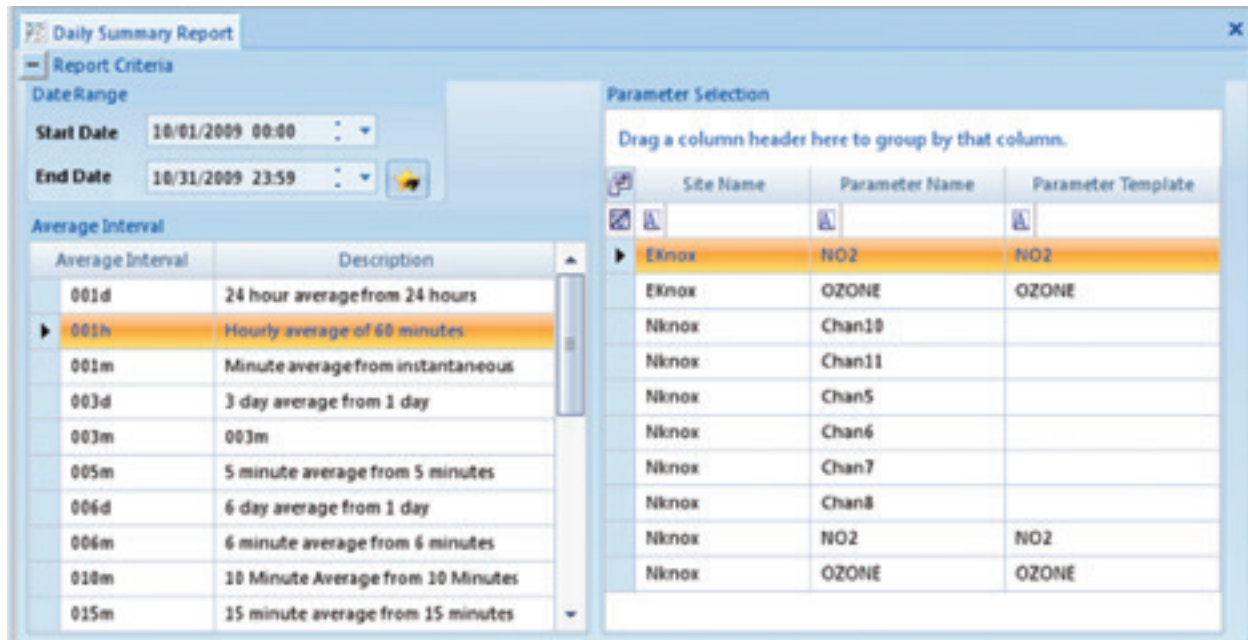 Daily Summary Report
Report Criteria
Date Range
Start Date 10/01/2009 00:00
End Date 10/31/2009 23:59
Average Interval
Average Interval Description
001d 24 hour average from 24 hours
001h Hourly average of 60 minutes
001m Minute average from instantaneous
003d 3 day average from 1 day
003m 003m
005m 5 minute average from 5 minutes
006d 6 day average from 1 day
006m 6 minute average from 6 minutes
010m 10 Minute Average from 10 Minutes
015m 15 minute average from 15 minutes
Parameter Selection
Drag a column header here to group by that column.
Site Name Parameter Name Parameter Template
A A A
EKnox NO2 NO2
EKnox OZONE OZONE
Nknox Chan10
Nknox Chan11
Nknox Chan5
Nknox Chan6
Nknox Chan7
Nknox Chan8
Nknox NO2 NO2
Nknox OZONE OZONE